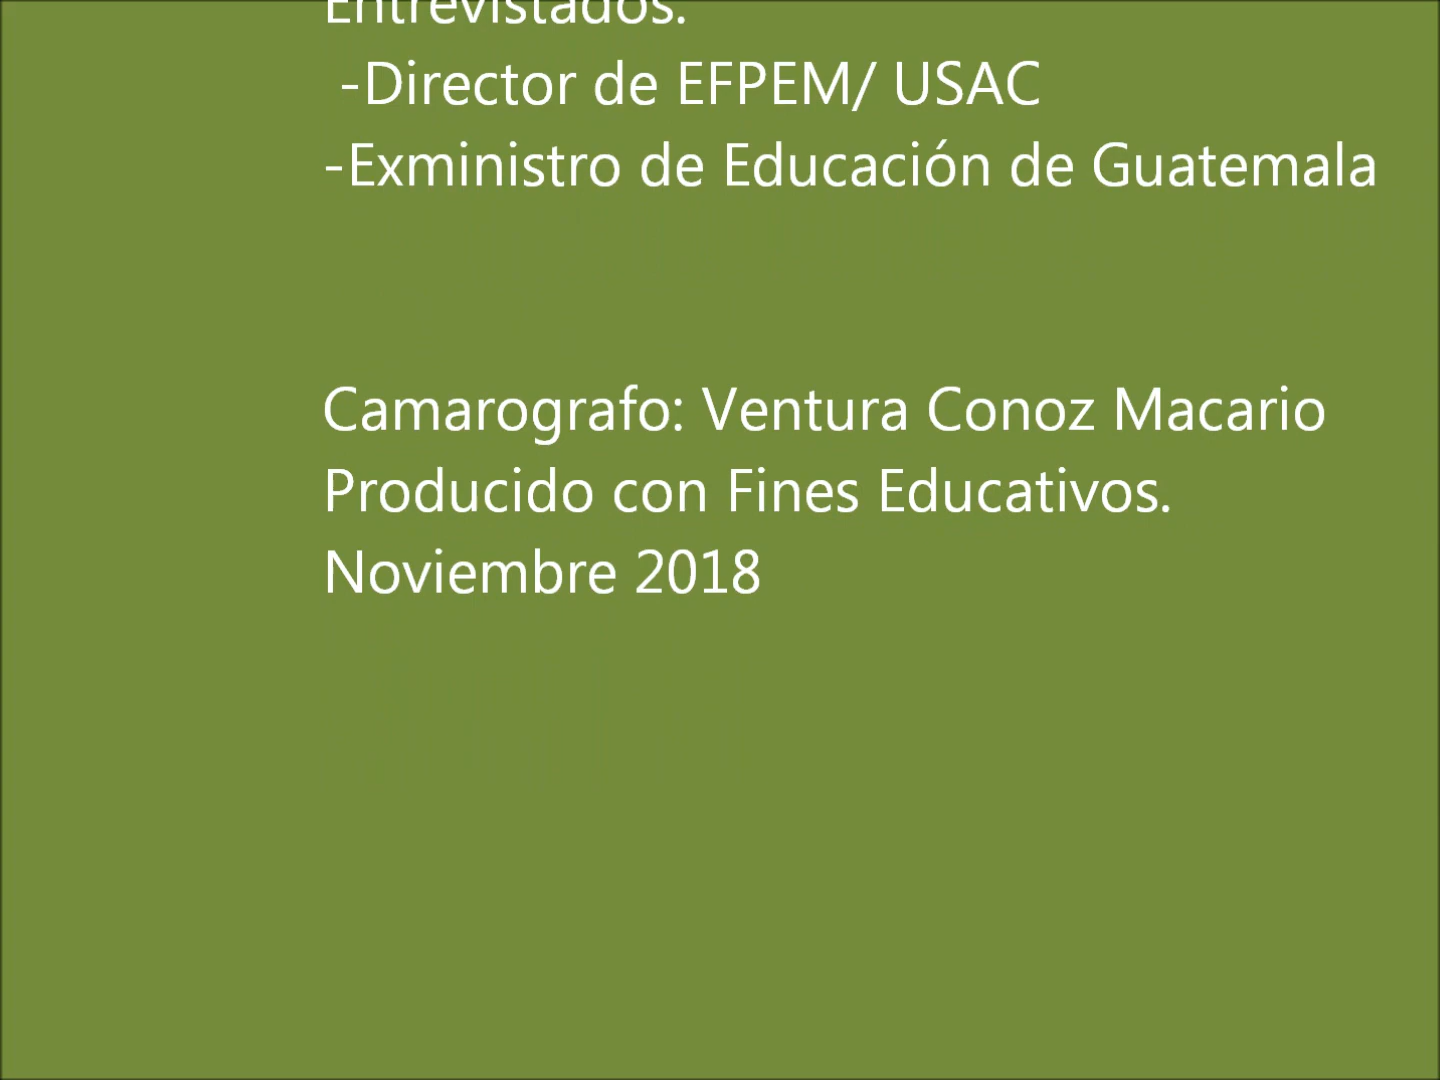 Entrevistados.
-Director de EFPEM/ USAC
-Exministro de Educación de Guatemala
Camarografo: Ventura Conoz Macario
Producido con Fines Educativos.
Noviembre 2018